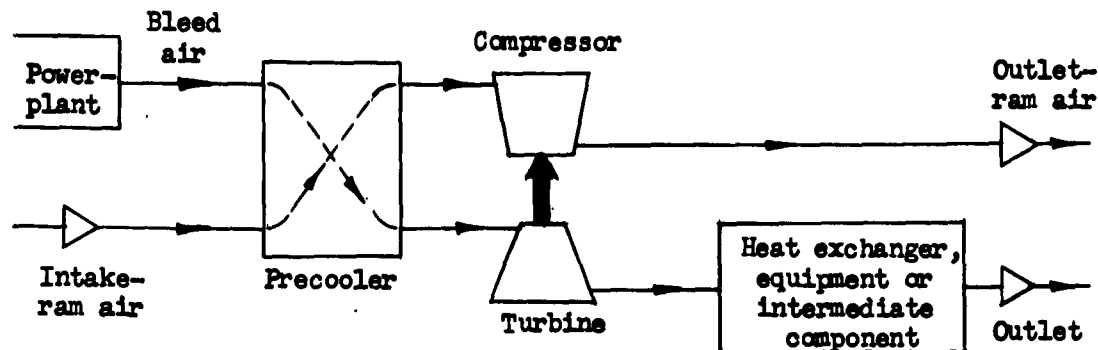 Bleed
air
Compressor
Power-
plant
Outlet-
ram air
Intake-
ram air
Precooler
Turbine
Heat exchanger,
equipment or
intermediate
component
Outlet